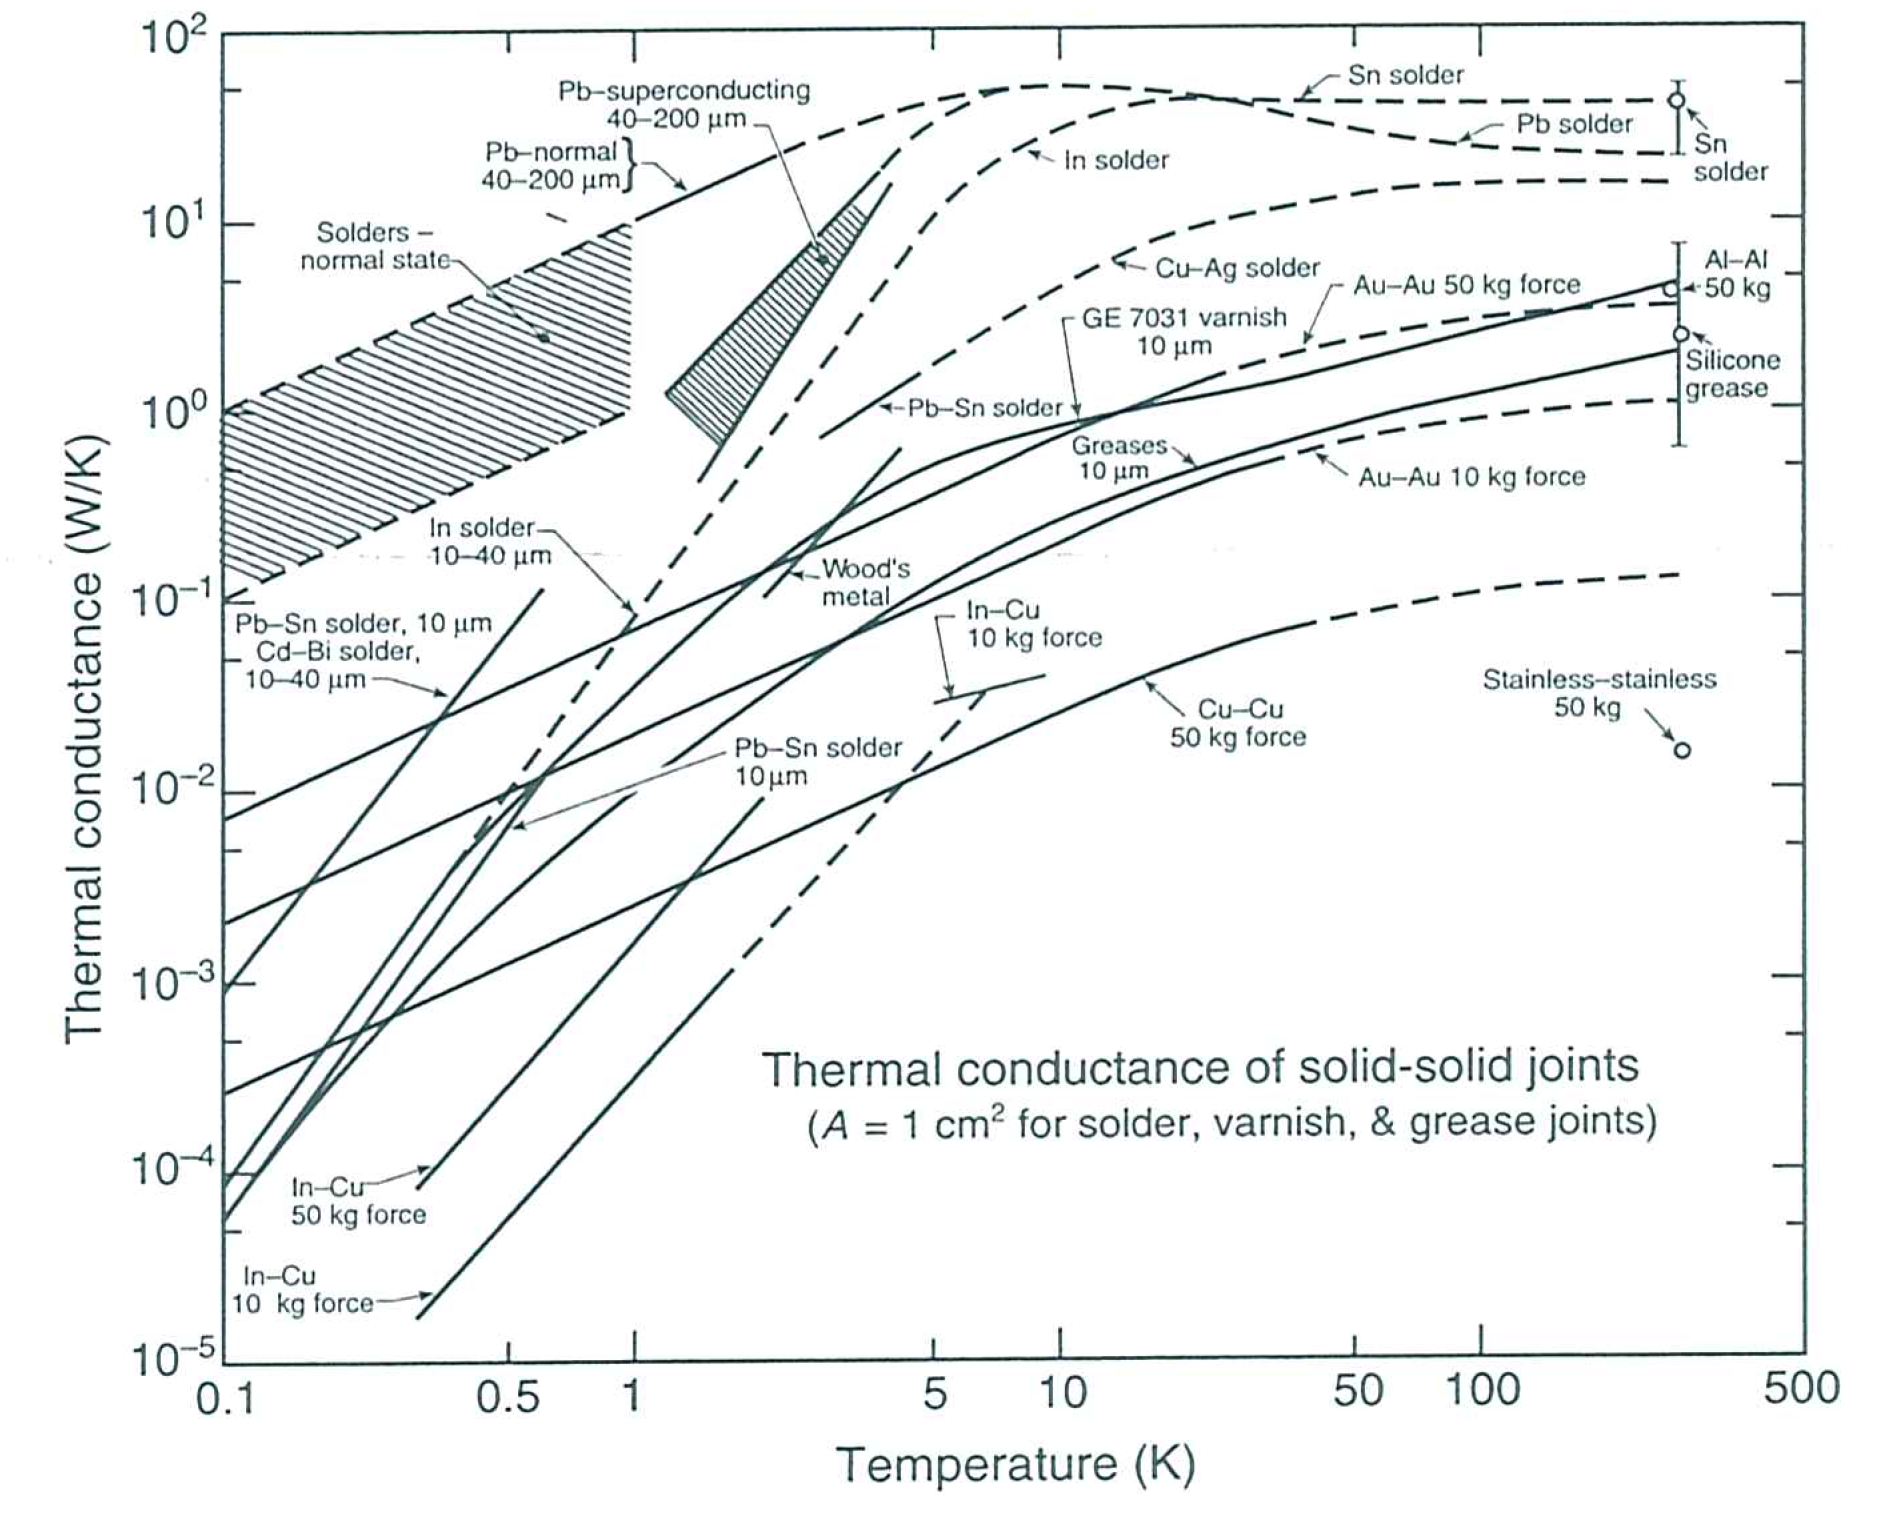 10²
10¹
10⁰
10⁻¹
10⁻²
10⁻³
10⁻⁴
10⁻⁵
Thermal conductance (W/K)
0.1
0.5
1
5
10
50
100
500
Temperature (K)
Pb–superconducting
40–200 µm
Pb–normal
40–200 µm
Solders –
normal state
Sn solder
Pb solder
Sn
solder
In solder
Cu–Ag solder
Au–Au 50 kg force
Al–Al
50 kg
GE 7031 varnish
10 µm
Silicone
grease
Pb–Sn solder
Greases
10 µm
Au–Au 10 kg force
In solder
10–40 µm
Wood's
metal
In–Cu
10 kg force
Pb–Sn solder, 10 µm
Cd–Bi solder,
10–40 µm
Stainless–stainless
50 kg
Cu–Cu
50 kg force
Pb–Sn solder
10µm
Thermal conductance of solid-solid joints
(A = 1 cm² for solder, varnish, & grease joints)
In–Cu
50 kg force
In–Cu
10 kg force